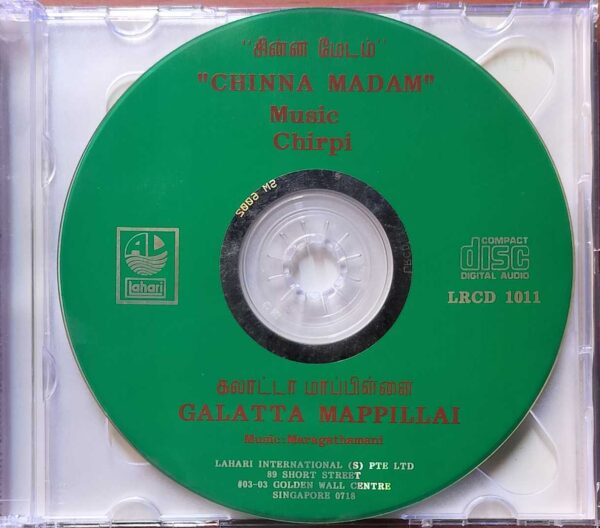 "சின்ன மேடம்"
"CHINNA MADAM"
Music
Chirpi
Lahari
COMPACT
disc
DIGITAL AUDIO
LRCD 1011
கலாட்டா மாப்பிள்ளை
GALATTA MAPPILLAI
Music:Maragathamani
LAHARI INTERNATIONAL (S) PTE LTD
89 SHORT STREET
#03-03 GOLDEN WALL CENTRE
SINGAPORE 0718